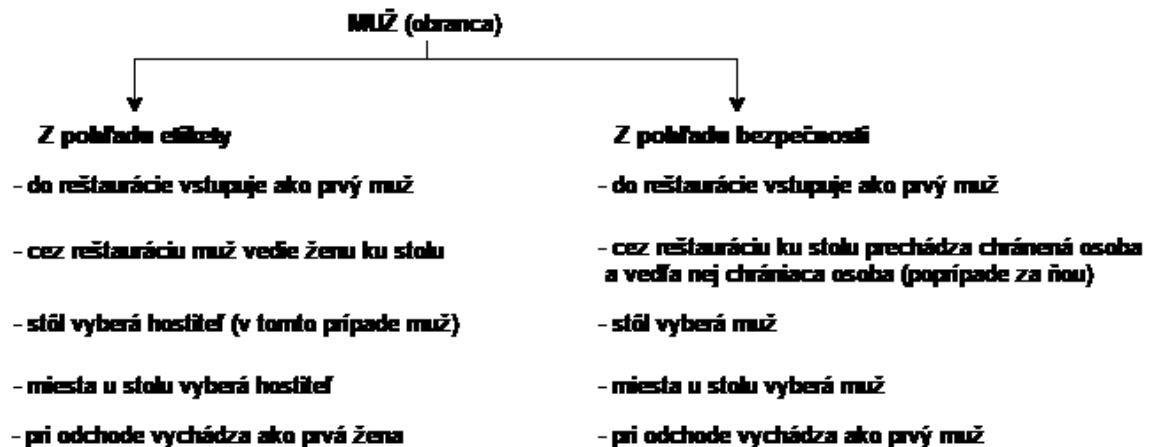 MUŽ (obranca)
Z pohľadu etikety
- do reštaurácie vstupuje ako prvý muž
- cez reštauráciu muž vedie ženu ku stolu
- stôl vyberá hostiteľ (v tomto prípade muž)
- miesta u stolu vyberá hostiteľ
- pri odchode vychádza ako prvá žena
Z pohľadu bezpečnosti
- do reštaurácie vstupuje ako prvý muž
- cez reštauráciu ku stolu prechádza chránená osoba
a vedľa nej chrániaca osoba (poprípade za ňou)
- stôl vyberá muž
- miesta u stolu vyberá muž
- pri odchode vychádza ako prvý muž